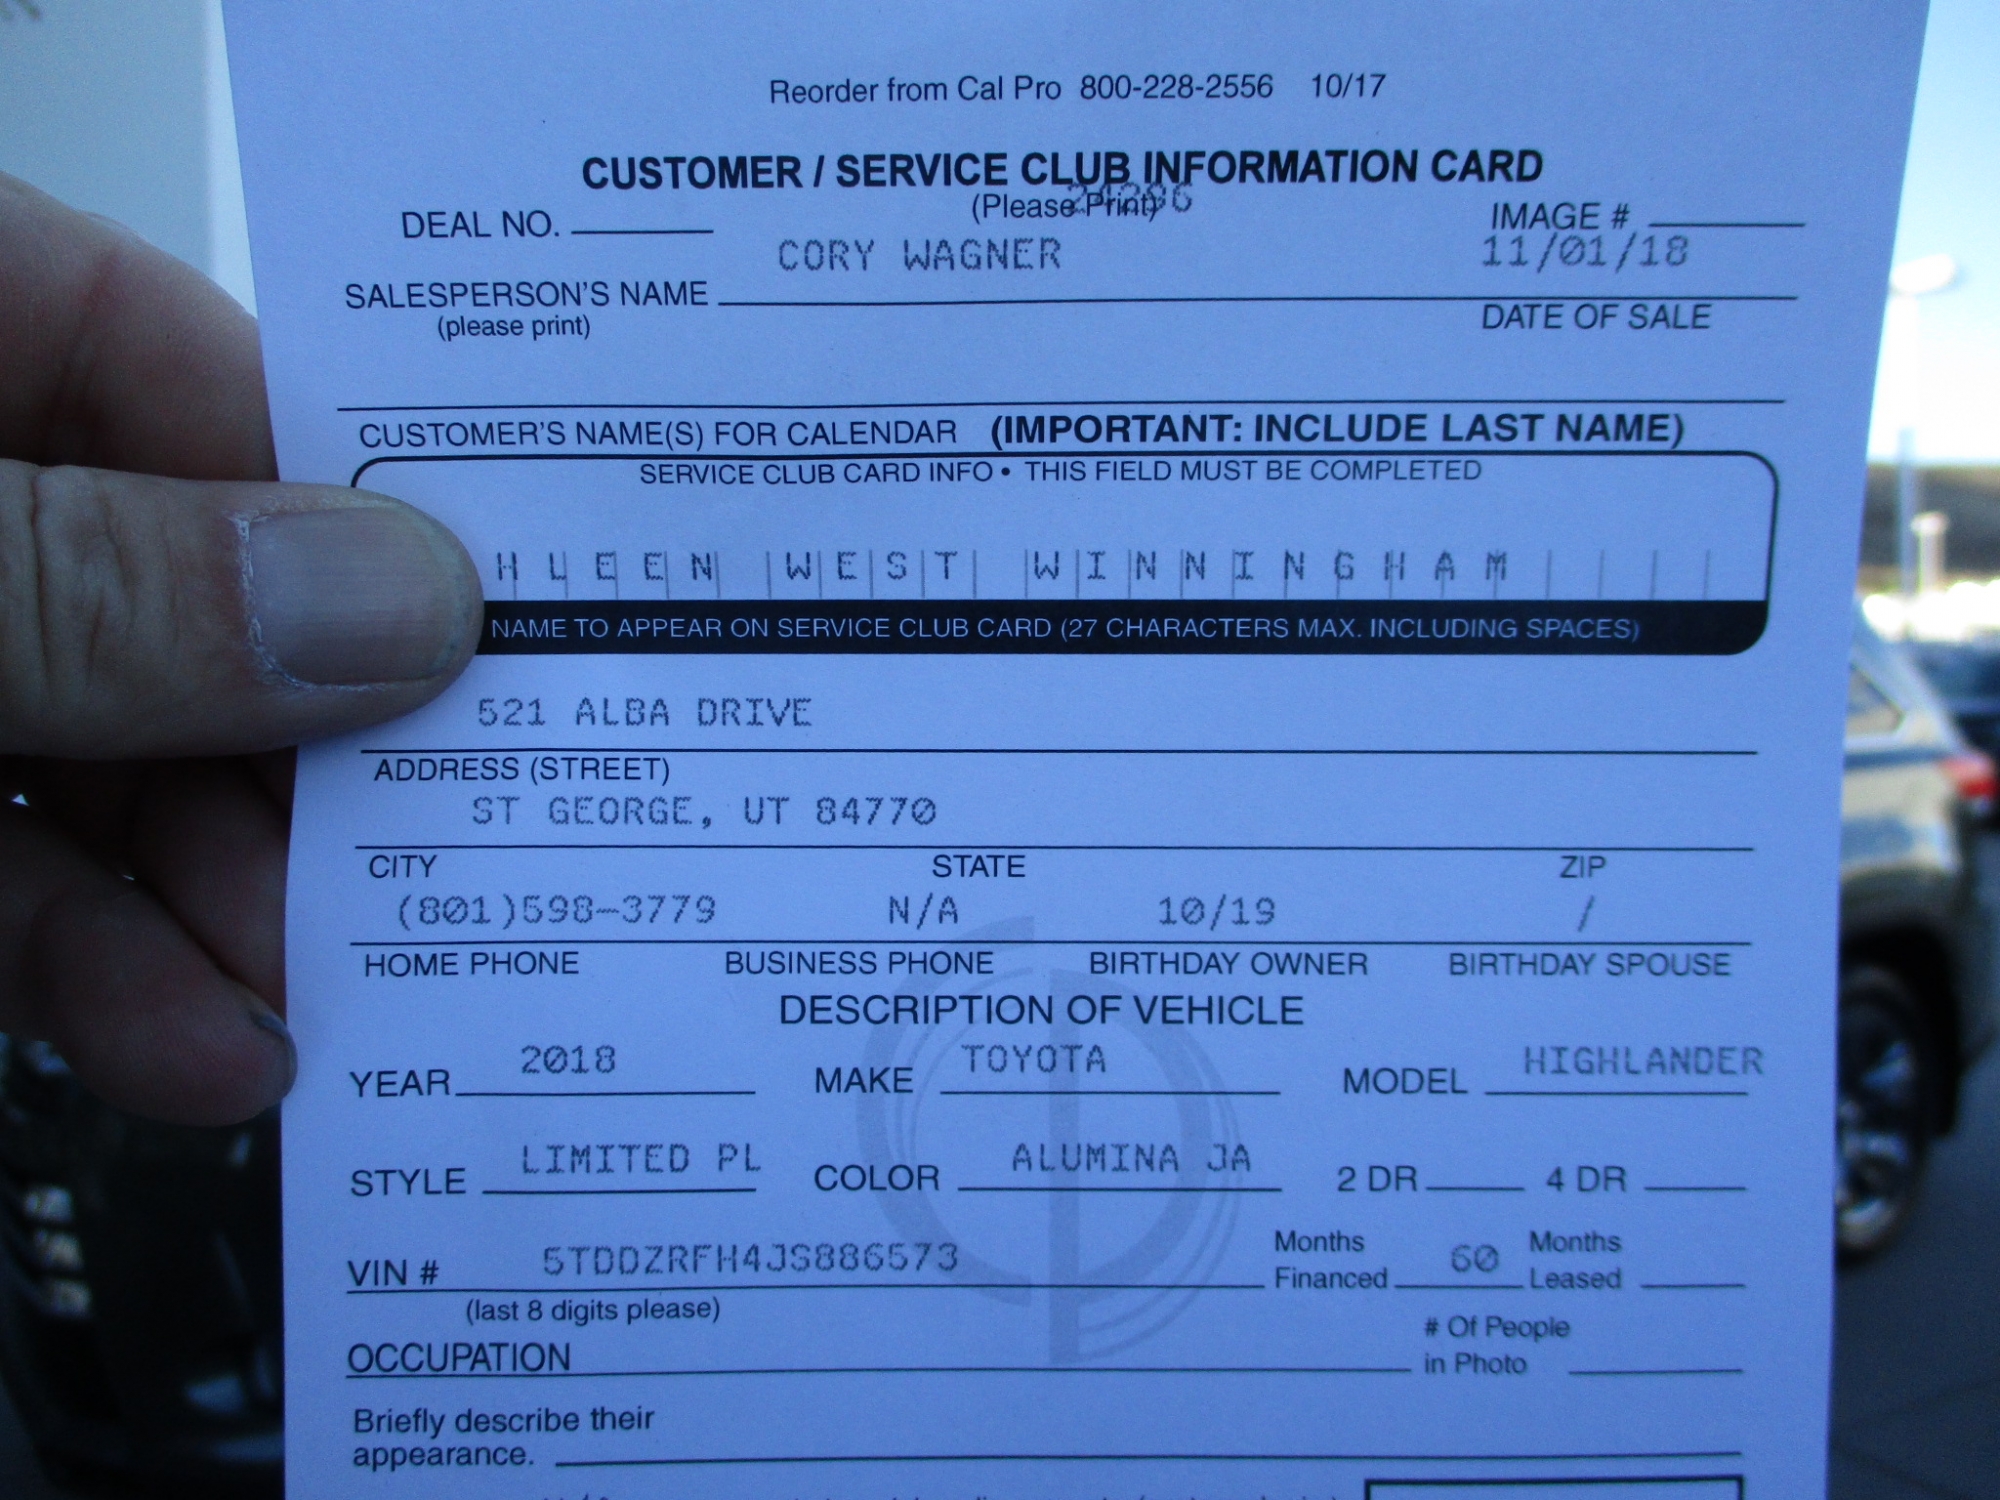 Reorder from Cal Pro 800-228-2556 10/17
CUSTOMER / SERVICE CLUB INFORMATION CARD
(Please Print)
DEAL NO. IMAGE #
CORY WAGNER 11/01/18
SALESPERSON'S NAME DATE OF SALE
(please print)
CUSTOMER'S NAME(S) FOR CALENDAR (IMPORTANT: INCLUDE LAST NAME)
SERVICE CLUB CARD INFO • THIS FIELD MUST BE COMPLETED
HLEEN WEST WINNINGHAM
NAME TO APPEAR ON SERVICE CLUB CARD (27 CHARACTERS MAX. INCLUDING SPACES)
521 ALBA DRIVE
ADDRESS (STREET)
ST GEORGE, UT 84770
CITY STATE ZIP
(801)598-3779 N/A 10/19 /
HOME PHONE BUSINESS PHONE BIRTHDAY OWNER BIRTHDAY SPOUSE
DESCRIPTION OF VEHICLE
YEAR 2018 MAKE TOYOTA MODEL HIGHLANDER
STYLE LIMITED PL COLOR ALUMINA JA 2 DR 4 DR
VIN # 5TDDZRFH4JS886573 Months Financed 60 Months Leased
(last 8 digits please)
OCCUPATION # Of People in Photo
Briefly describe their
appearance.